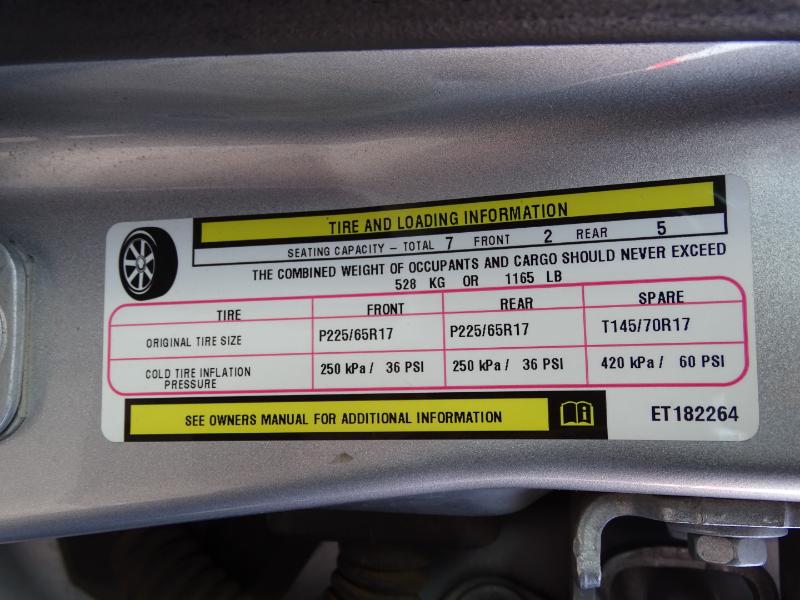 TIRE AND LOADING INFORMATION
SEATING CAPACITY – TOTAL 7 FRONT 2 REAR 5
THE COMBINED WEIGHT OF OCCUPANTS AND CARGO SHOULD NEVER EXCEED
528 KG OR 1165 LB
TIRE FRONT REAR SPARE
ORIGINAL TIRE SIZE P225/65R17 P225/65R17 T145/70R17
COLD TIRE INFLATION PRESSURE 250 kPa / 36 PSI 250 kPa / 36 PSI 420 kPa / 60 PSI
SEE OWNERS MANUAL FOR ADDITIONAL INFORMATION
ET182264